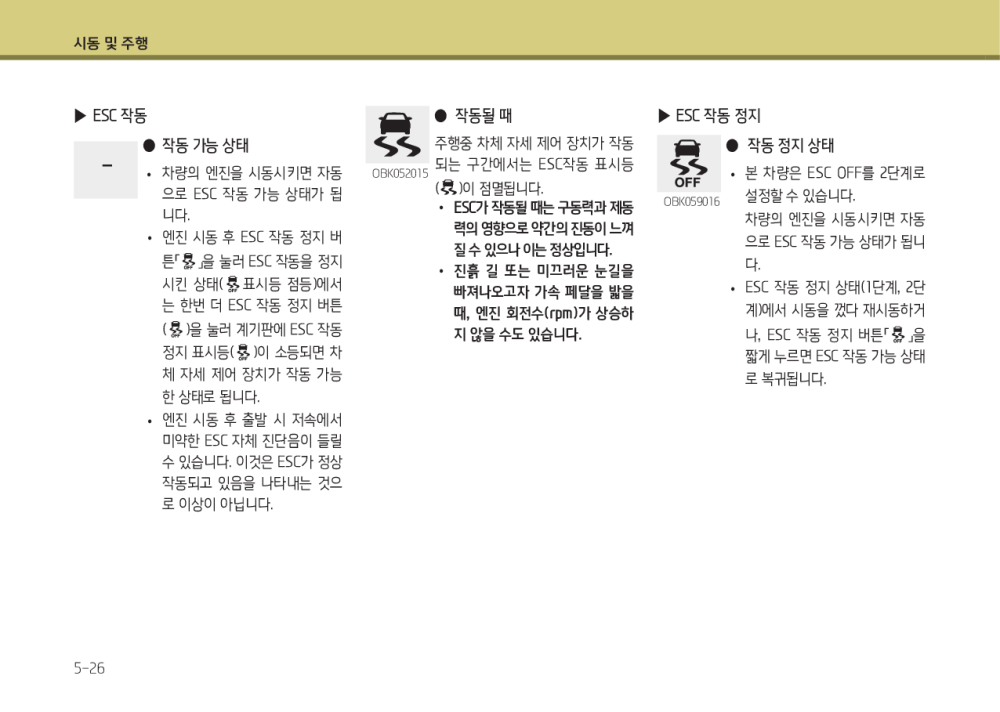 시동 및 주행
▶ ESC 작동
–
● 작동 가능 상태
• 차량의 엔진을 시동시키면 자동
으로 ESC 작동 가능 상태가 됩
니다.
• 엔진 시동 후 ESC 작동 정지 버
튼「 」을 눌러 ESC 작동을 정지
시킨 상태( 표시등 점등)에서
는 한번 더 ESC 작동 정지 버튼
( )을 눌러 계기판에 ESC 작동
정지 표시등( )이 소등되면 차
체 자세 제어 장치가 작동 가능
한 상태로 됩니다.
• 엔진 시동 후 출발 시 저속에서
미약한 ESC 자체 진단음이 들릴
수 있습니다. 이것은 ESC가 정상
작동되고 있음을 나타내는 것으
로 이상이 아닙니다.
OBK052015
● 작동될 때
주행중 차체 자세 제어 장치가 작동
되는 구간에서는 ESC작동 표시등
( )이 점멸됩니다.
• ESC가 작동될 때는 구동력과 제동
력의 영향으로 약간의 진동이 느껴
질 수 있으나 이는 정상입니다.
• 진흙 길 또는 미끄러운 눈길을
빠져나오고자 가속 페달을 밟을
때, 엔진 회전수(rpm)가 상승하
지 않을 수도 있습니다.
▶ ESC 작동 정지
OFF
OBK059016
● 작동 정지 상태
• 본 차량은 ESC OFF를 2단계로
설정할 수 있습니다.
차량의 엔진을 시동시키면 자동
으로 ESC 작동 가능 상태가 됩니
다.
• ESC 작동 정지 상태(1단계, 2단
계)에서 시동을 껐다 재시동하거
나, ESC 작동 정지 버튼「 」을
짧게 누르면 ESC 작동 가능 상태
로 복귀됩니다.
5-26